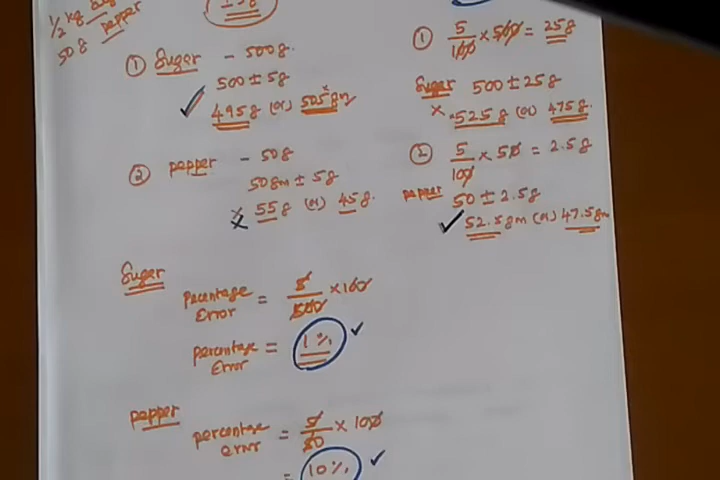 1/2 kg
50g pepper
±5g
① Sugar - 500g.
500 ± 5g
✓ 495g (or) 505gm
② pepper - 50g
50gm ± 5g
x 55g (or) 45g.
x
① 5/100 × 500 = 25g
Sugar 500 ± 25g
x 525g (or) 475g.
② 5/100 × 50 = 2.5g
pepper 50 ± 2.5g
✓ 52.5gm (or) 47.5gm
Sugar
Pecentage Error = 5/500 × 100
percentage Error = 1% ✓
pepper
percentage error = 5/50 × 100
= 10% ✓